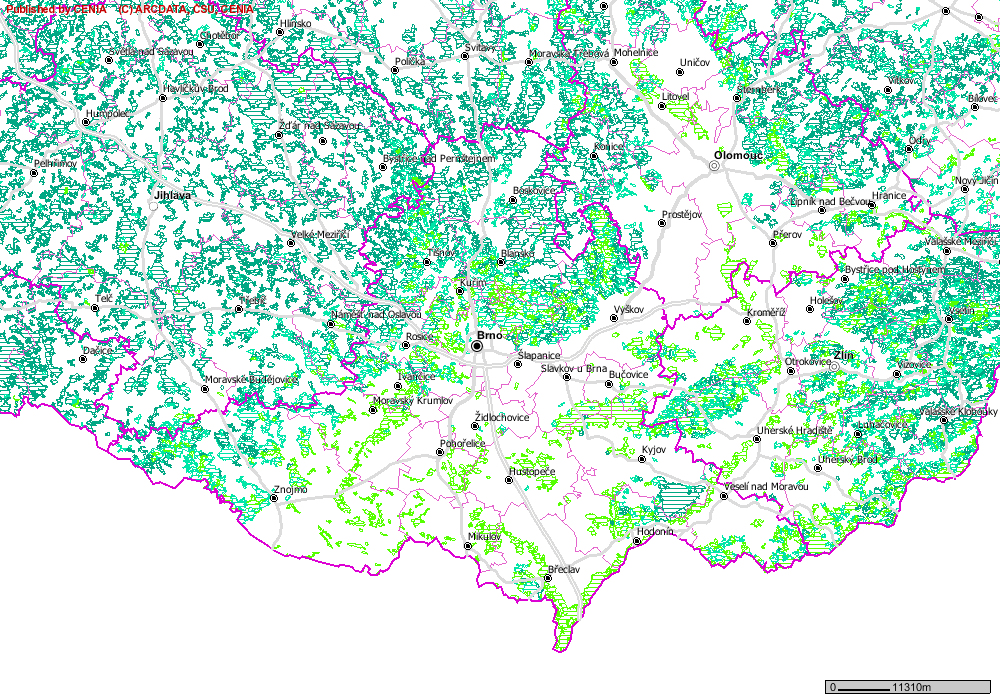 Published by CENIA (C) ARCDATA, CSU, CENIA
Hlinsko
Chotěboř
Světlá nad Sázavou
Svitavy
Polička
Moravská Třebová
Mohelnice
Uničov
Litovel
Šternberk
Vítkov
Bílovec
Havlíčkův Brod
Humpolec
Žďár nad Sázavou
Odry
Pelhřimov
Bystřice nad Pernštejnem
Konice
Olomouc
Nový Jičín
Jihlava
Boskovice
Hranice
Lipník nad Bečvou
Prostějov
Velké Meziříčí
Přerov
Valašské Meziříčí
Tišnov
Blansko
Bystřice pod Hostýnem
Kuřim
Telč
Třebíč
Holešov
Náměšť nad Oslavou
Vyškov
Kroměříž
Vsetín
Rosice
Brno
Dačice
Šlapanice
Slavkov u Brna
Otrokovice
Zlín
Vizovice
Moravské Budějovice
Ivančice
Bučovice
Moravský Krumlov
Židlochovice
Valašské Klobouky
Luhačovice
Uherské Hradiště
Pohořelice
Kyjov
Uherský Brod
Hustopeče
Znojmo
Veselí nad Moravou
Mikulov
Hodonín
Břeclav
0 11310m